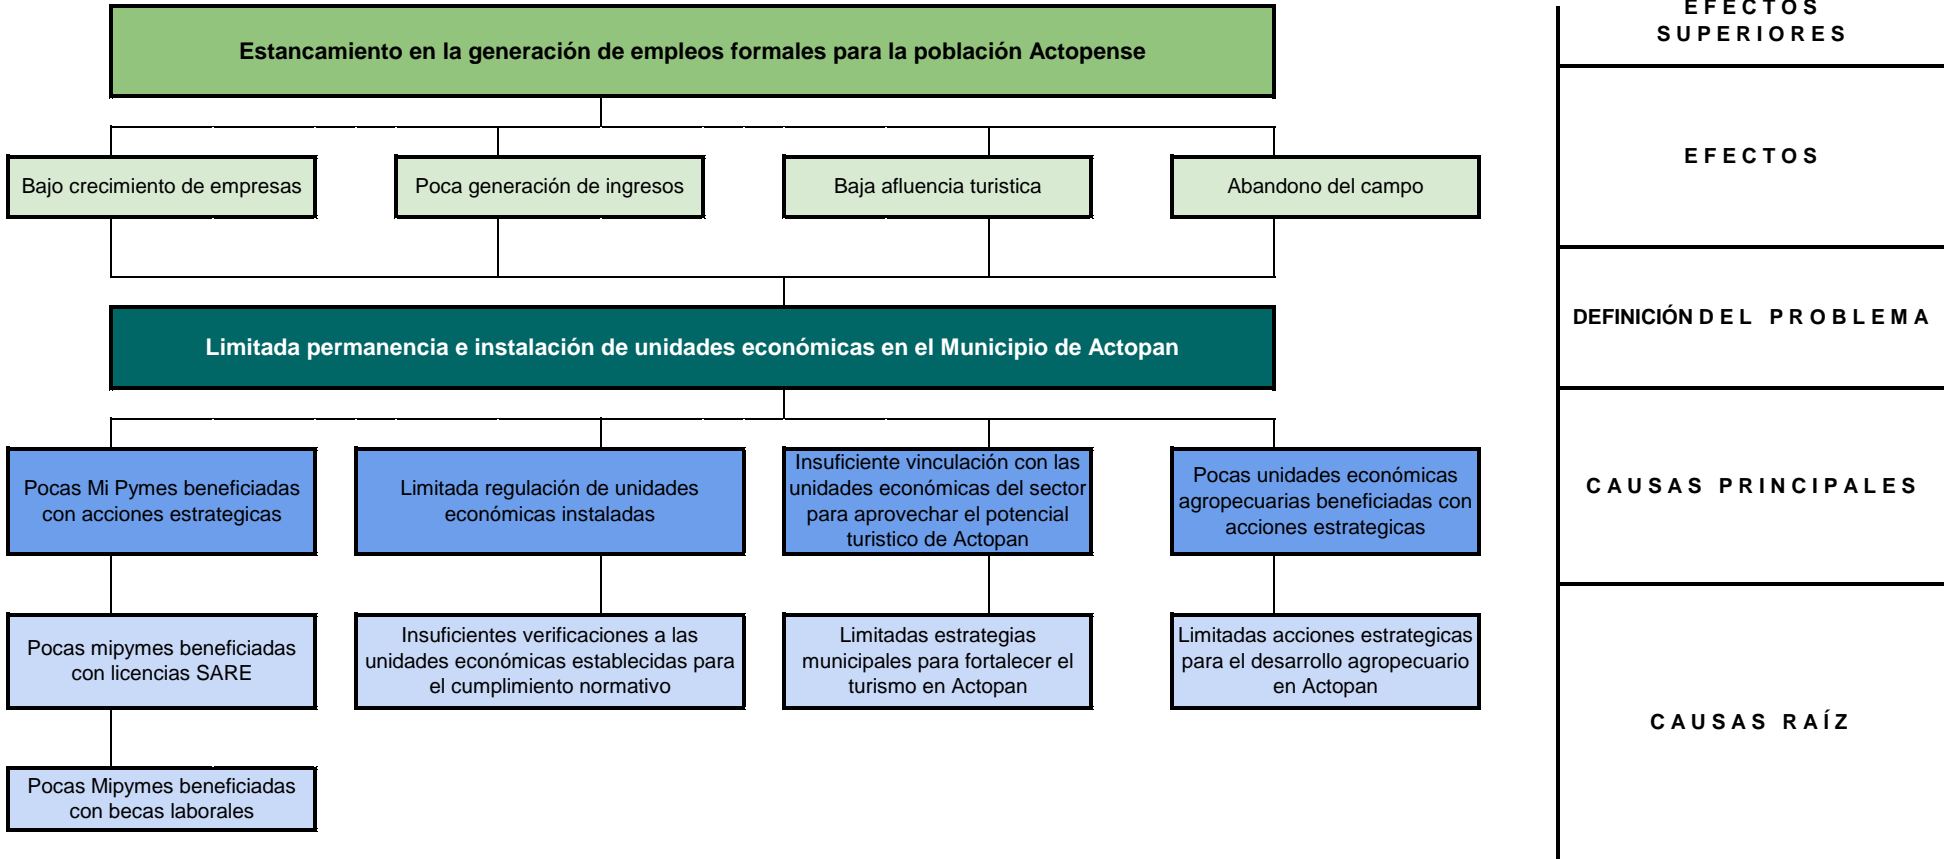 EFECTOS
SUPERIORES
Estancamiento en la generación de empleos formales para la población Actopense
EFECTOS
Bajo crecimiento de empresas
Poca generación de ingresos
Baja afluencia turistica
Abandono del campo
DEFINICIÓN DEL PROBLEMA
Limitada permanencia e instalación de unidades económicas en el Municipio de Actopan
CAUSAS PRINCIPALES
Pocas Mi Pymes beneficiadas
con acciones estrategicas
Limitada regulación de unidades
económicas instaladas
Insuficiente vinculación con las
unidades económicas del sector
para aprovechar el potencial
turistico de Actopan
Pocas unidades económicas
agropecuarias beneficiadas con
acciones estrategicas
CAUSAS RAÍZ
Pocas mipymes beneficiadas
con licencias SARE
Insuficientes verificaciones a las
unidades económicas establecidas para
el cumplimiento normativo
Limitadas estrategias
municipales para fortalecer el
turismo en Actopan
Limitadas acciones estrategicas
para el desarrollo agropecuario
en Actopan
Pocas Mipymes beneficiadas
con becas laborales